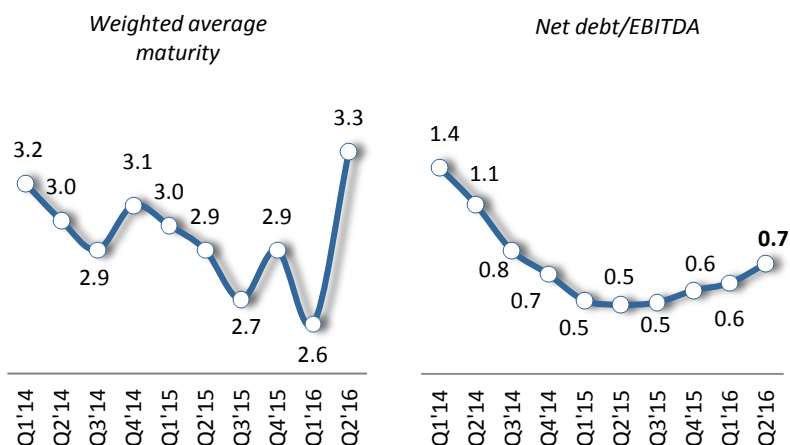 Weighted average
maturity
3.2
3.0
2.9
3.1
3.0
2.9
2.7
2.9
2.6
3.3
Q1'14
Q2'14
Q3'14
Q4'14
Q1'15
Q2'15
Q3'15
Q4'15
Q1'16
Q2'16
Net debt/EBITDA
1.4
1.1
0.8
0.7
0.5
0.5
0.5
0.6
0.6
0.7
Q1'14
Q2'14
Q3'14
Q4'14
Q1'15
Q2'15
Q3'15
Q4'15
Q1'16
Q2'16